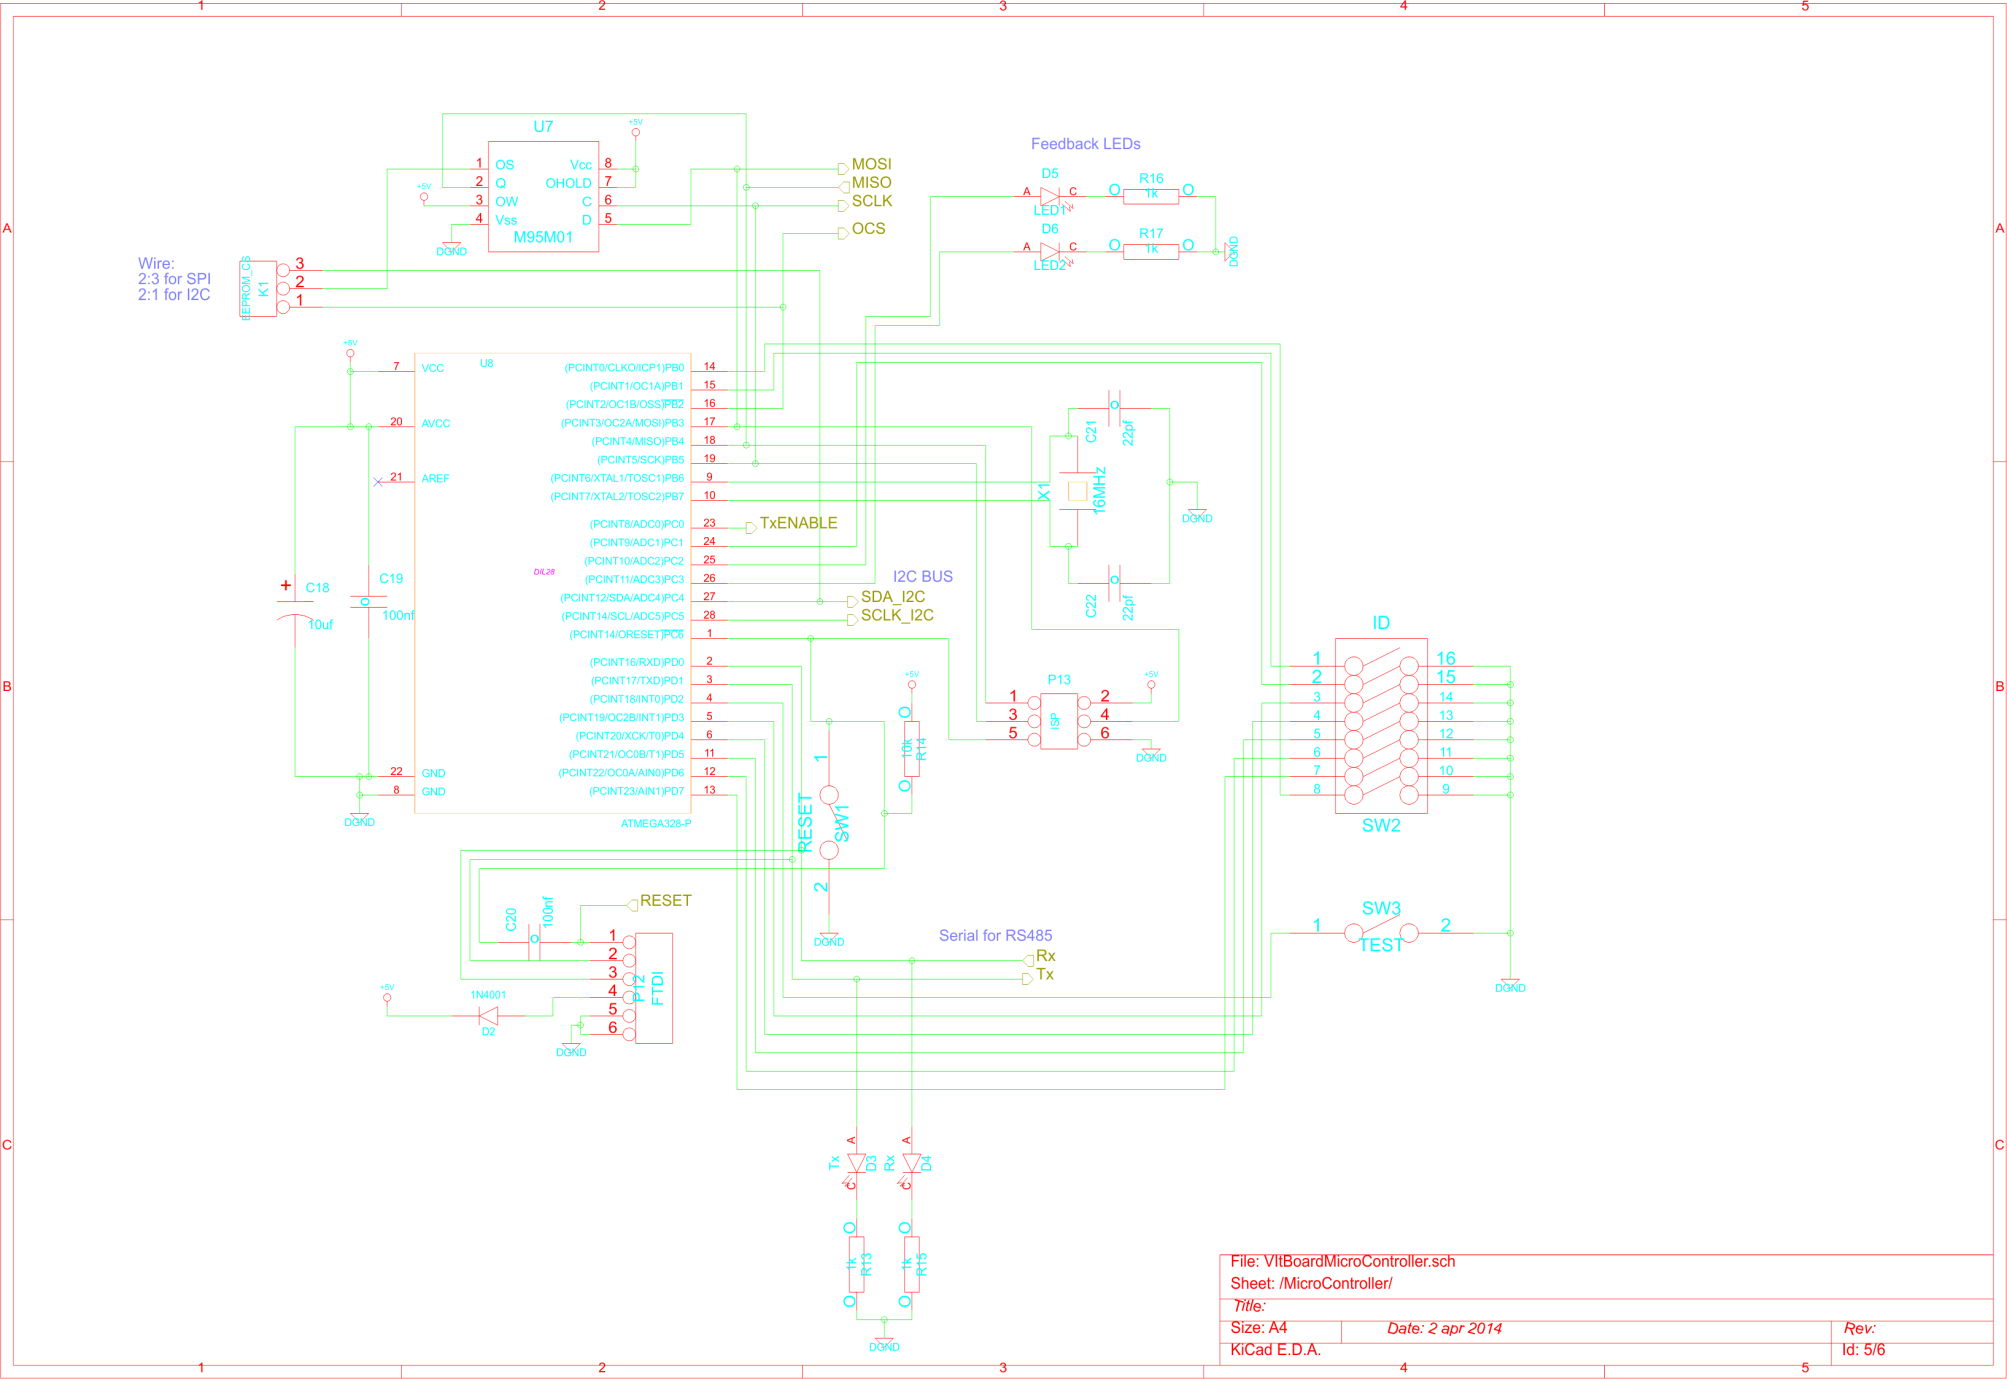 1 2 3 4 5
A A
B B
C C
1 2 3 4 5
U7
+5V
1 OS Vcc 8
2 Q OHOLD 7
3 OW C 6
4 Vss D 5
M95M01
+5V
DGND
MOSI
MISO
SCLK
OCS
Wire:
2:3 for SPI
2:1 for I2C
EEPROM_CS
K1
3
2
1
Feedback LEDs
D5
A C
LED1
R16
O 1k O
D6
A C
LED2
R17
O 1k O
DGND
+5V
U8
7 VCC
20 AVCC
21 AREF
22 GND
8 GND
DGND
(PCINT0/CLKO/ICP1)PB0 14
(PCINT1/OC1A)PB1 15
(PCINT2/OC1B/OSS)PB2 16
(PCINT3/OC2A/MOSI)PB3 17
(PCINT4/MISO)PB4 18
(PCINT5/SCK)PB5 19
(PCINT6/XTAL1/TOSC1)PB6 9
(PCINT7/XTAL2/TOSC2)PB7 10
(PCINT8/ADC0)PC0 23
(PCINT9/ADC1)PC1 24
(PCINT10/ADC2)PC2 25
(PCINT11/ADC3)PC3 26
(PCINT12/SDA/ADC4)PC4 27
(PCINT14/SCL/ADC5)PC5 28
(PCINT14/ORESET)PC6 1
(PCINT16/RXD)PD0 2
(PCINT17/TXD)PD1 3
(PCINT18/INT0)PD2 4
(PCINT19/OC2B/INT1)PD3 5
(PCINT20/XCK/T0)PD4 6
(PCINT21/OC0B/T1)PD5 11
(PCINT22/OC0A/AIN0)PD6 12
(PCINT23/AIN1)PD7 13
DIL28
ATMEGA328-P
+
C18
10uf
C19
O
100nf
TxENABLE
I2C BUS
SDA_I2C
SCLK_I2C
C21
O
22pf
X1
16MHz
C22
O
22pf
DGND
+5V
O
10k
R14
O
P13
ISP
1 2
3 4
5 6
+5V
DGND
1
RESET
SW1
2
DGND
ID
1 16
2 15
3 14
4 13
5 12
6 11
7 10
8 9
SW2
SW3
1 2
TEST
DGND
RESET
C20
O
100nf
1
2
3
4
5
6
P12
FTDI
+5V
1N4001
D2
DGND
Serial for RS485
Rx
Tx
A
Tx
D3
C
A
Rx
D4
C
O
1k
R13
O
O
1k
R15
O
DGND
File: VltBoardMicroController.sch
Sheet: /MicroController/
Title:
Size: A4 Date: 2 apr 2014 Rev:
KiCad E.D.A. Id: 5/6